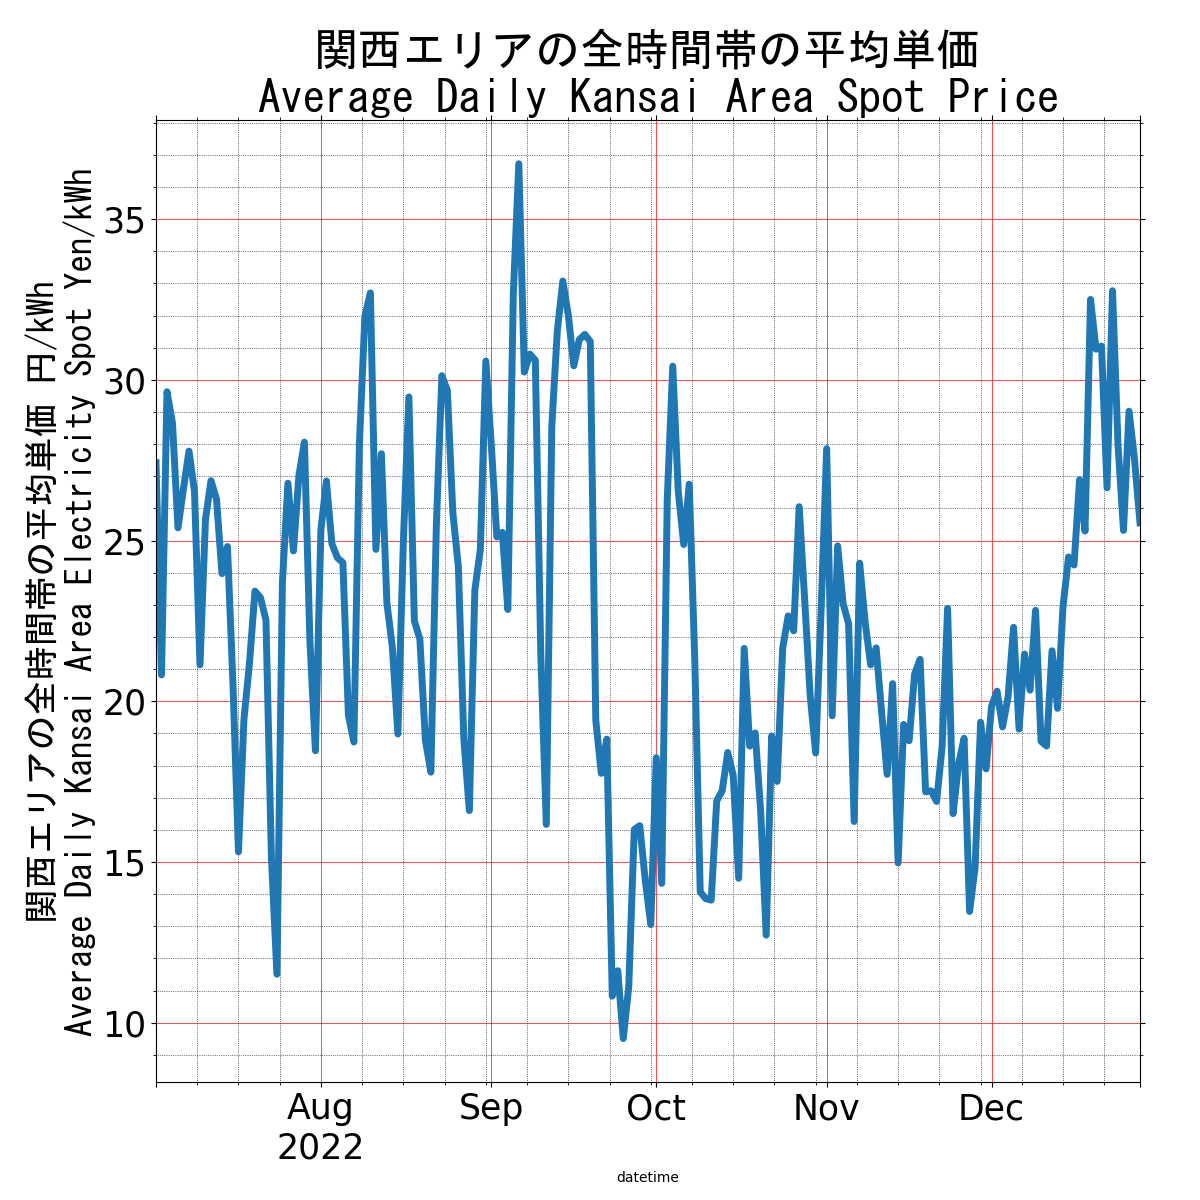 関西エリアの全時間帯の平均単価
Average Daily Kansai Area Spot Price
関西エリアの全時間帯の平均単価 円/kWh
Average Daily Kansai Area Electricity Spot Yen/kWh
35
30
25
20
15
10
Aug
2022
Sep
Oct
Nov
Dec
datetime